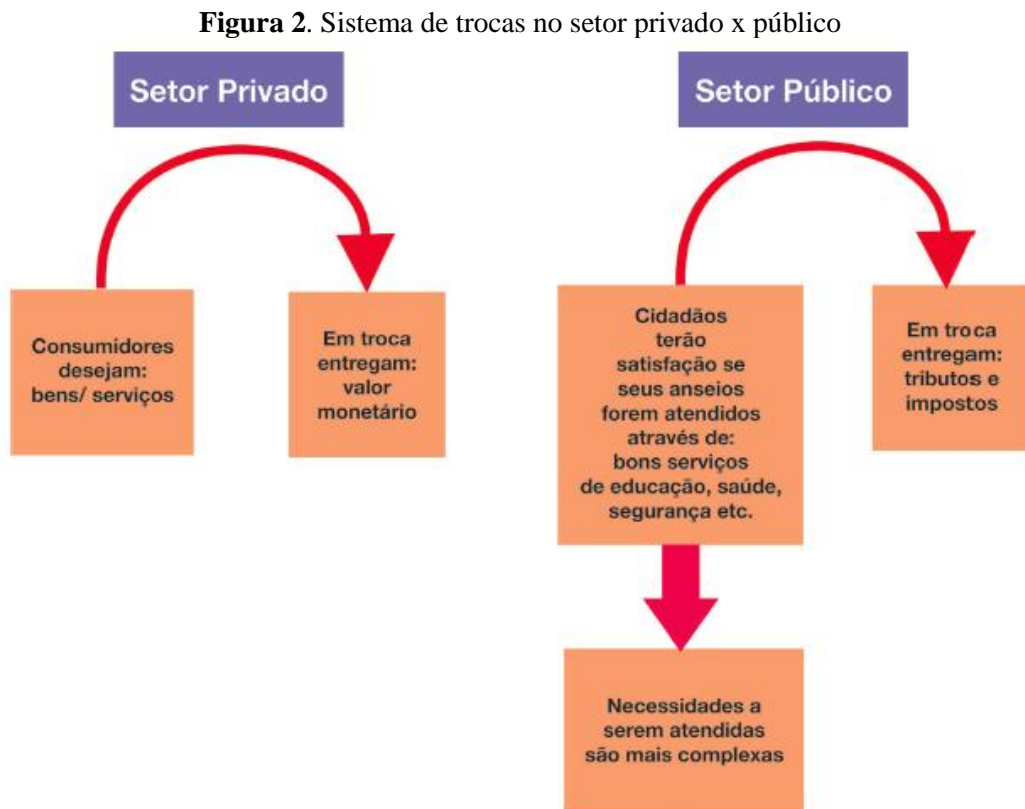 Figura 2. Sistema de trocas no setor privado x público
Setor Privado
Consumidores
desejam:
bens/ serviços
Em troca
entregam:
valor
monetário
Setor Público
Cidadãos
terão
satisfação se
seus anseios
forem atendidos
através de:
bons serviços
de educação, saúde,
segurança etc.
Em troca
entregam:
tributos e
impostos
Necessidades a
serem atendidas
são mais complexas